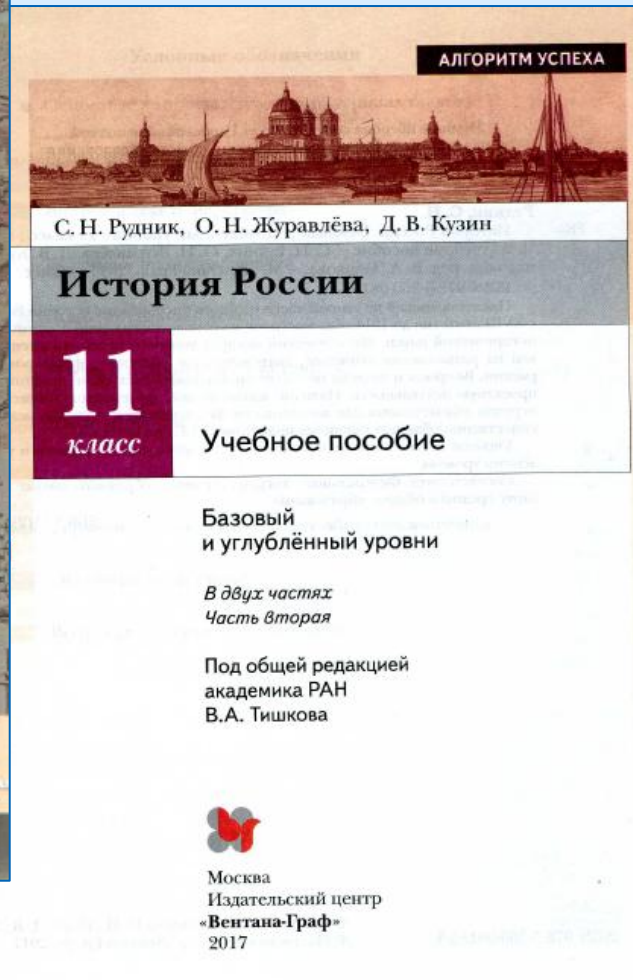 АЛГОРИТМ УСПЕХА
С. Н. Рудник, О. Н. Журавлёва, Д. В. Кузин
История России
11
класс
Учебное пособие
Базовый
и углублённый уровни
В двух частях
Часть вторая
Под общей редакцией
академика РАН
В.А. Тишкова
Москва
Издательский центр
«Вентана-Граф»
2017